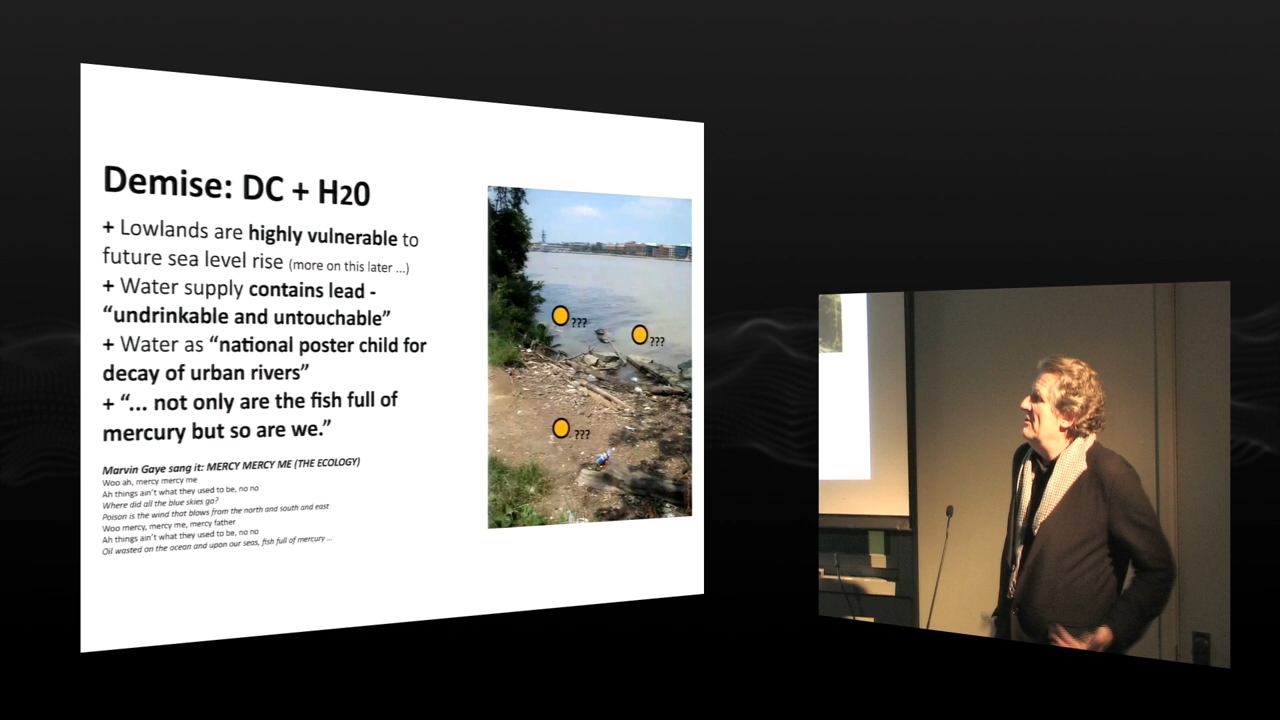 Demise: DC + H20
+ Lowlands are highly vulnerable to
future sea level rise (more on this later ...)
+ Water supply contains lead -
“undrinkable and untouchable”
+ Water as “national poster child for
decay of urban rivers”
+ “... not only are the fish full of
mercury but so are we.”
Marvin Gaye sang it: MERCY MERCY ME (THE ECOLOGY)
Woo ah, mercy mercy me
Ah things ain’t what they used to be, no no
Where did all the blue skies go?
Poison is the wind that blows from the north and south and east
Woo mercy, mercy me, mercy father
Ah things ain’t what they used to be, no no
Oil wasted on the ocean and upon our seas, fish full of mercury ...
???
???
???